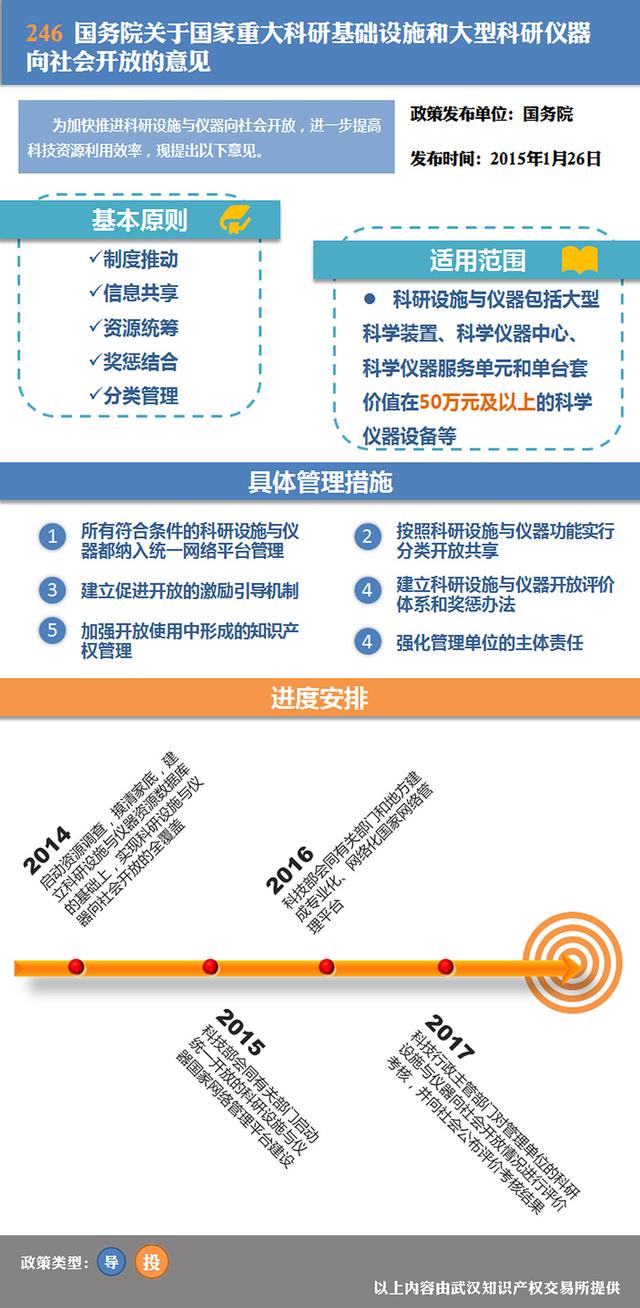 246 国务院关于国家重大科研基础设施和大型科研仪器
向社会开放的意见
为加快推进科研设施与仪器向社会开放，进一步提高
科技资源利用效率，现提出以下意见。
政策发布单位：国务院
发布时间：2015年1月26日
基本原则
✓制度推动
✓信息共享
✓资源统筹
✓奖惩结合
✓分类管理
适用范围
● 科研设施与仪器包括大型
科学装置、科学仪器中心、
科学仪器服务单元和单台套
价值在50万元及以上的科学
仪器设备等
具体管理措施
1 所有符合条件的科研设施与仪
器都纳入统一网络平台管理
2 按照科研设施与仪器功能实行
分类开放共享
3 建立促进开放的激励引导机制
4 建立科研设施与仪器开放评价
体系和奖惩办法
5 加强开放使用中形成的知识产
权管理
4 强化管理单位的主体责任
进度安排
2014
启动资源调查，摸清家底，建
立科研设施与仪器资源数据库
的基础上，实现科研设施与仪
器向社会开放的全覆盖
2016
科技部会同有关部门和地方建
成专业化、网络化国家网络管
理平台
2015
科技部会同有关部门启动
统一开放的科研设施与仪
器国家网络管理平台建设
2017
科技行政主管部门对管理单位的科研
设施与仪器向社会开放情况进行评价
考核，并向社会公布评价考核结果
政策类型：导 投
以上内容由武汉知识产权交易所提供